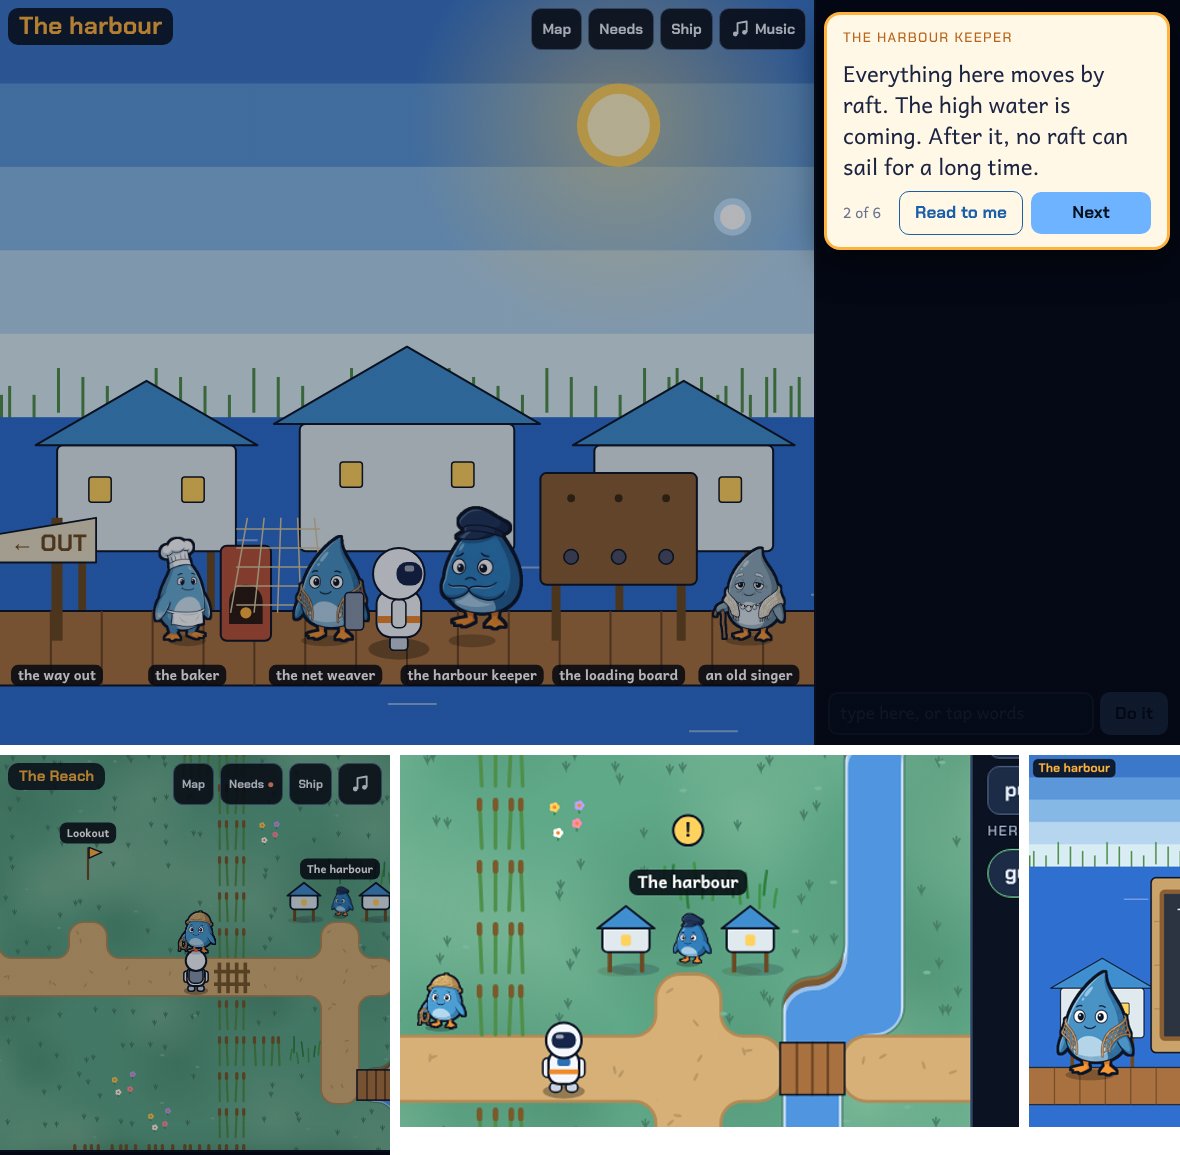 The harbour
Map
Needs
Ship
Music
THE HARBOUR KEEPER
Everything here moves by
raft. The high water is
coming. After it, no raft can
sail for a long time.
2 of 6
Read to me
Next
← OUT
the way out
the baker
the net weaver
the harbour keeper
the loading board
an old singer
type here, or tap words
Do it
The Reach
Map
Needs
Ship
Lookout
The harbour
!
The harbour
HER
The harbour